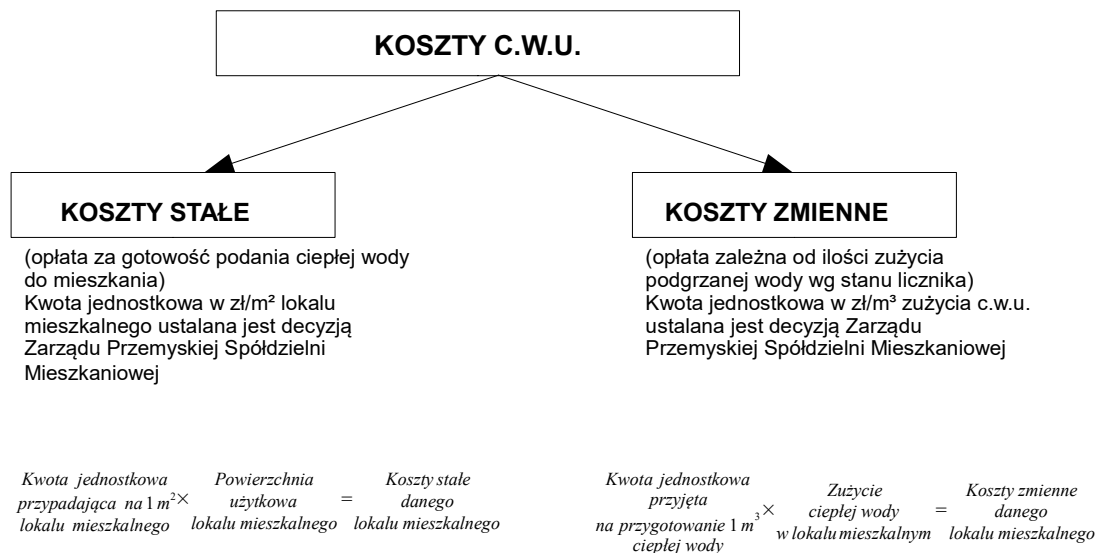 KOSZTY C.W.U.
KOSZTY STAŁE
(opłata za gotowość podania ciepłej wody
do mieszkania)
Kwota jednostkowa w zł/m² lokalu
mieszkalnego ustalana jest decyzją
Zarządu Przemyskiej Spółdzielni
Mieszkaniowej
KOSZTY ZMIENNE
(opłata zależna od ilości zużycia
podgrzanej wody wg stanu licznika)
Kwota jednostkowa w zł/m³ zużycia c.w.u.
ustalana jest decyzją Zarządu
Przemyskiej Spółdzielni Mieszkaniowej
Kwota jednostkowa
przypadająca na 1 m²
lokalu mieszkalnego
×
Powierzchnia
użytkowa
lokalu mieszkalnego
=
Koszty stałe
danego
lokalu mieszkalnego
Kwota jednostkowa
przyjęta
na przygotowanie 1 m³
ciepłej wody
×
Zużycie
ciepłej wody
w lokalu mieszkalnym
=
Koszty zmienne
danego
lokalu mieszkalnego